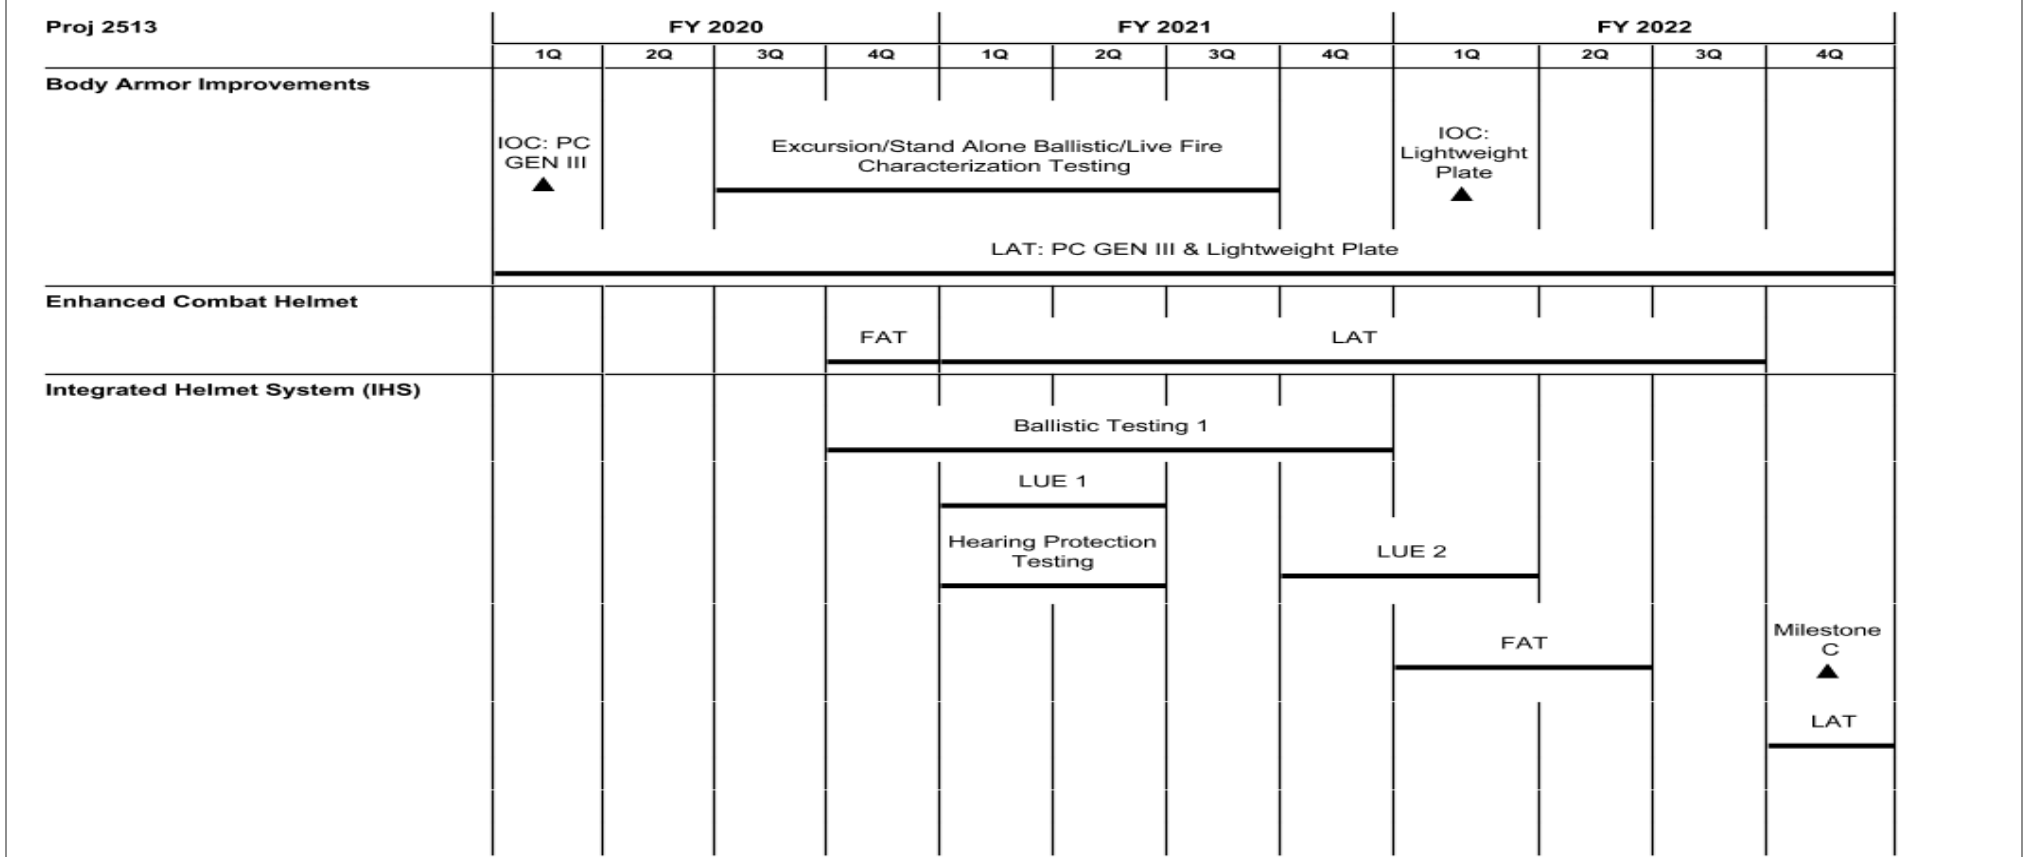 Proj 2513
FY 2020
FY 2021
FY 2022
1Q
2Q
3Q
4Q
1Q
2Q
3Q
4Q
1Q
2Q
3Q
4Q
Body Armor Improvements
IOC: PC
GEN III
Excursion/Stand Alone Ballistic/Live Fire
Characterization Testing
IOC:
Lightweight
Plate
LAT: PC GEN III & Lightweight Plate
Enhanced Combat Helmet
FAT
LAT
Integrated Helmet System (IHS)
Ballistic Testing 1
LUE 1
Hearing Protection
Testing
LUE 2
FAT
Milestone
C
LAT